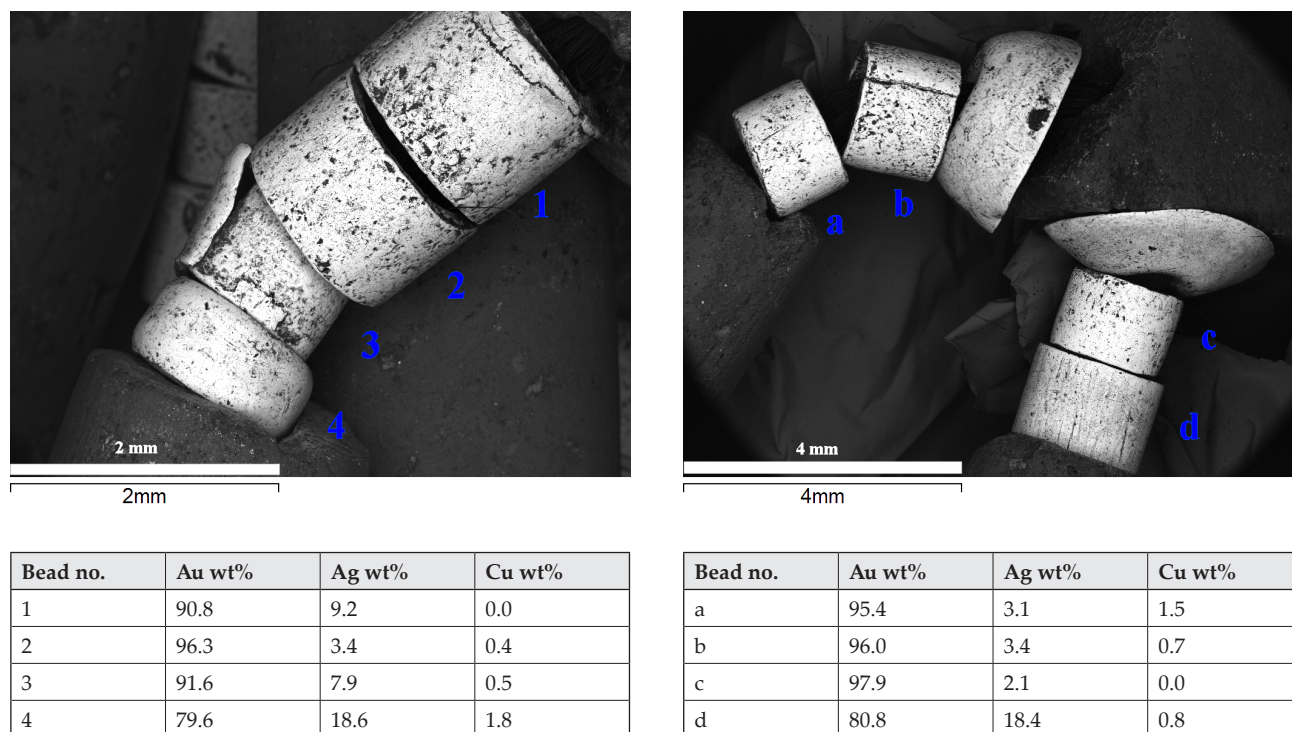 1
2
3
4
2 mm
2mm
a
b
c
d
4 mm
4mm
Bead no. Au wt% Ag wt% Cu wt%
1 90.8 9.2 0.0
2 96.3 3.4 0.4
3 91.6 7.9 0.5
4 79.6 18.6 1.8
Bead no. Au wt% Ag wt% Cu wt%
a 95.4 3.1 1.5
b 96.0 3.4 0.7
c 97.9 2.1 0.0
d 80.8 18.4 0.8